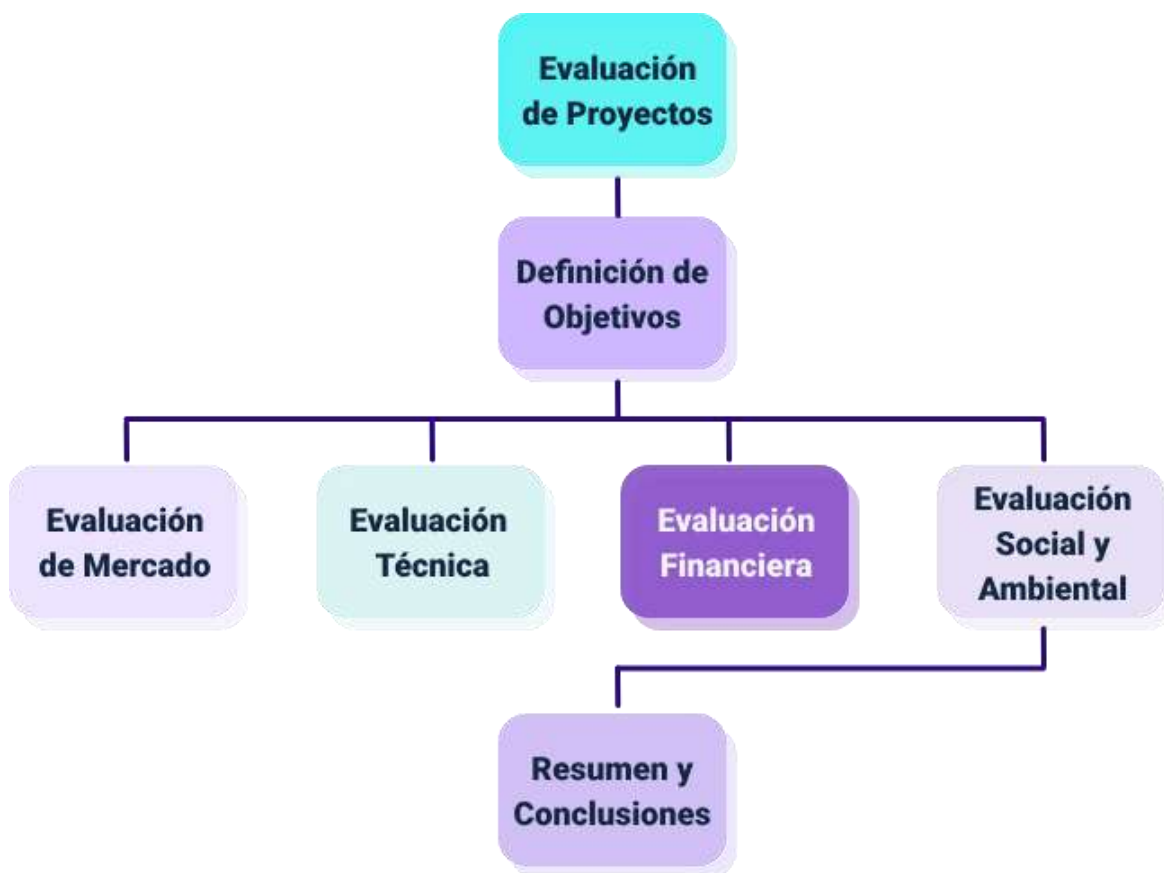 Evaluación
de Proyectos
Definición de
Objetivos
Evaluación
de Mercado
Evaluación
Técnica
Evaluación
Financiera
Evaluación
Social y
Ambiental
Resumen y
Conclusiones